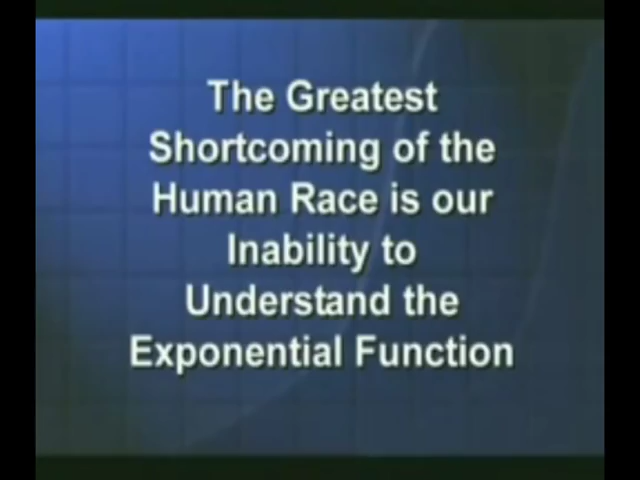 The Greatest
Shortcoming of the
Human Race is our
Inability to
Understand the
Exponential Function